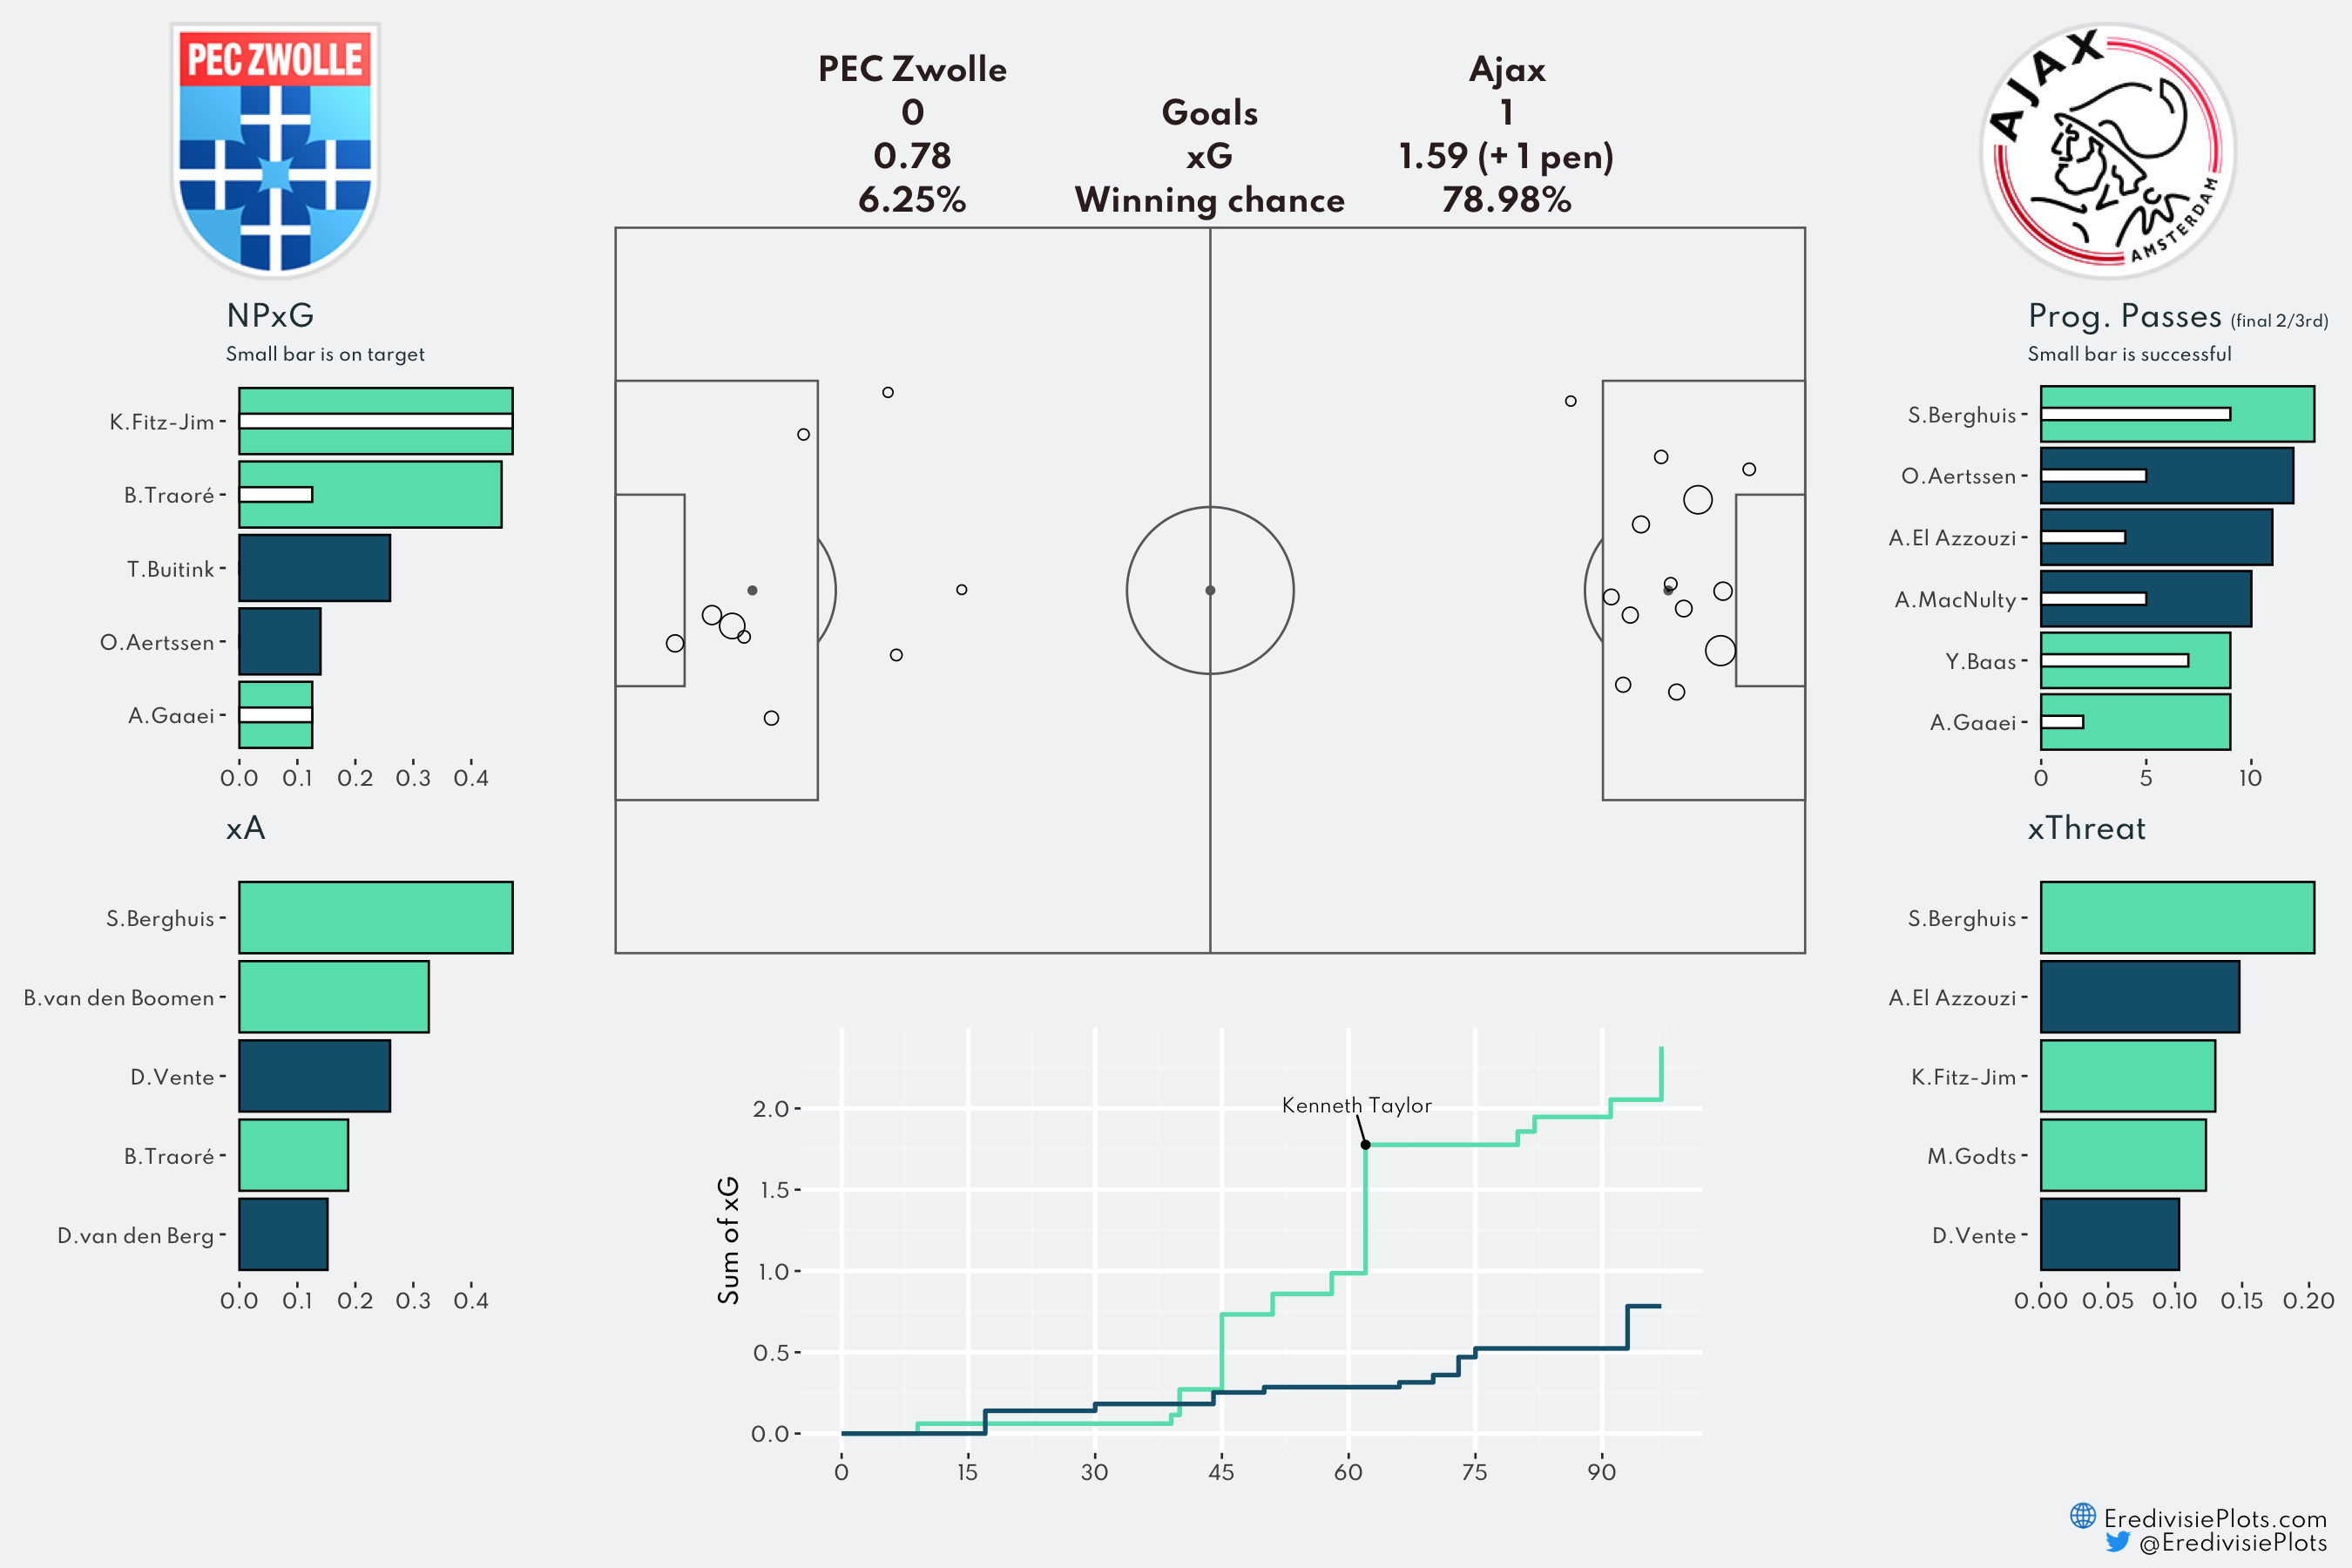 PEC ZWOLLE
AJAX
AMSTERDAM
PEC Zwolle Ajax
0 Goals 1
0.78 xG 1.59 (+ 1 pen)
6.25% Winning chance 78.98%
NPxG
Small bar is on target
K.Fitz-Jim
B.Traoré
T.Buitink
O.Aertssen
A.Gaaei
0.0 0.1 0.2 0.3 0.4
xA
S.Berghuis
B.van den Boomen
D.Vente
B.Traoré
D.van den Berg
0.0 0.1 0.2 0.3 0.4
Kenneth Taylor
Sum of xG
2.0
1.5
1.0
0.5
0.0
0 15 30 45 60 75 90
Prog. Passes (final 2/3rd)
Small bar is successful
S.Berghuis
O.Aertssen
A.El Azzouzi
A.MacNulty
Y.Baas
A.Gaaei
0 5 10
xThreat
S.Berghuis
A.El Azzouzi
K.Fitz-Jim
M.Godts
D.Vente
0.00 0.05 0.10 0.15 0.20
EredivisiePlots.com
@EredivisiePlots